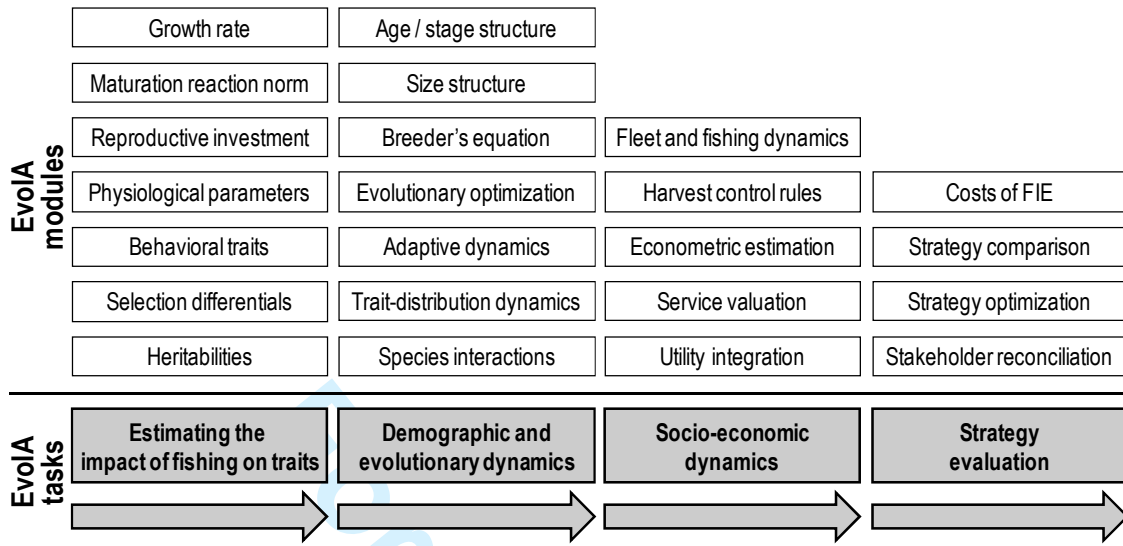 Growth rate
Age / stage structure
Maturation reaction norm
Size structure
Reproductive investment
Breeder's equation
Fleet and fishing dynamics
Physiological parameters
Evolutionary optimization
Harvest control rules
Costs of FIE
Behavioral traits
Adaptive dynamics
Econometric estimation
Strategy comparison
Selection differentials
Trait-distribution dynamics
Service valuation
Strategy optimization
Heritabilities
Species interactions
Utility integration
Stakeholder reconciliation
EvoIA
modules
Estimating the
impact of fishing on traits
Demographic and
evolutionary dynamics
Socio-economic
dynamics
Strategy
evaluation
EvoIA
tasks